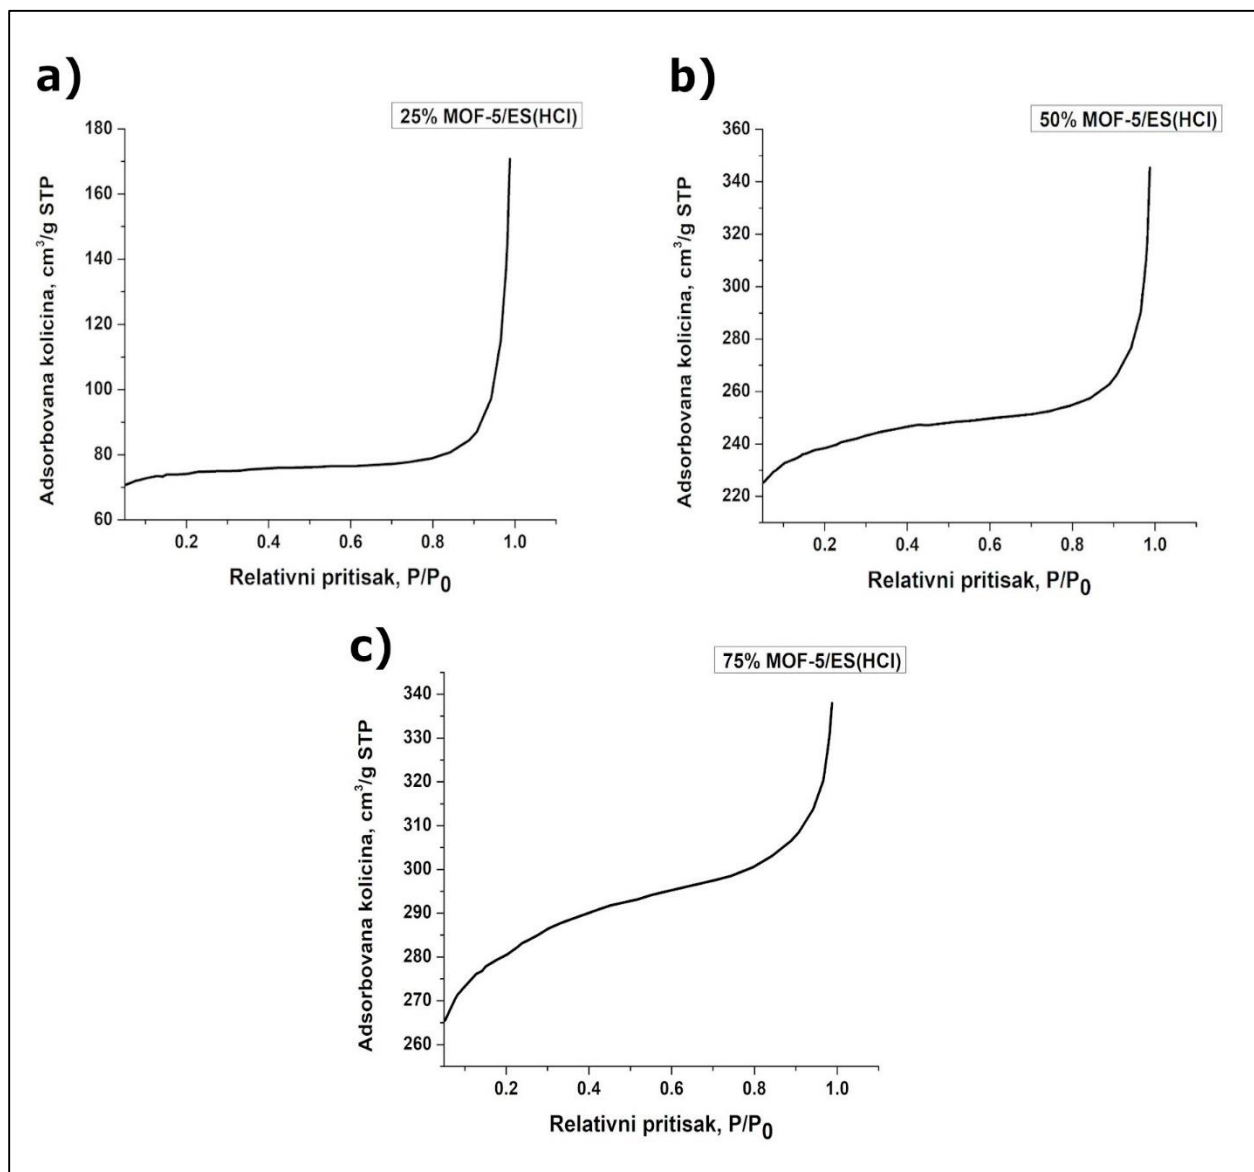 a)
25% MOF-5/ES(HCl)
180
160
140
120
100
80
60
Adsorbovana kolicina, cm³/g STP
0.2 0.4 0.6 0.8 1.0
Relativni pritisak, P/P₀
b)
50% MOF-5/ES(HCl)
360
340
320
300
280
260
240
220
Adsorbovana kolicina, cm³/g STP
0.2 0.4 0.6 0.8 1.0
Relativni pritisak, P/P₀
c)
75% MOF-5/ES(HCl)
340
330
320
310
300
290
280
270
260
Adsorbovana kolicina, cm³/g STP
0.2 0.4 0.6 0.8 1.0
Relativni pritisak, P/P₀